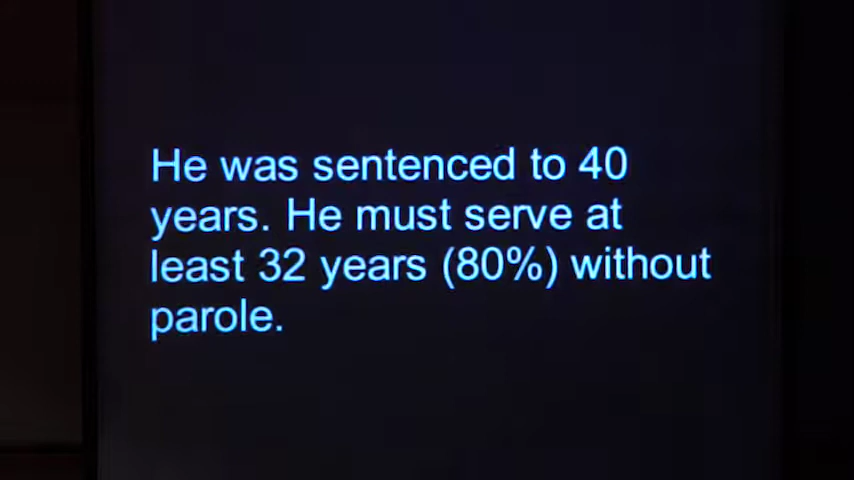 He was sentenced to 40
years. He must serve at
least 32 years (80%) without
parole.